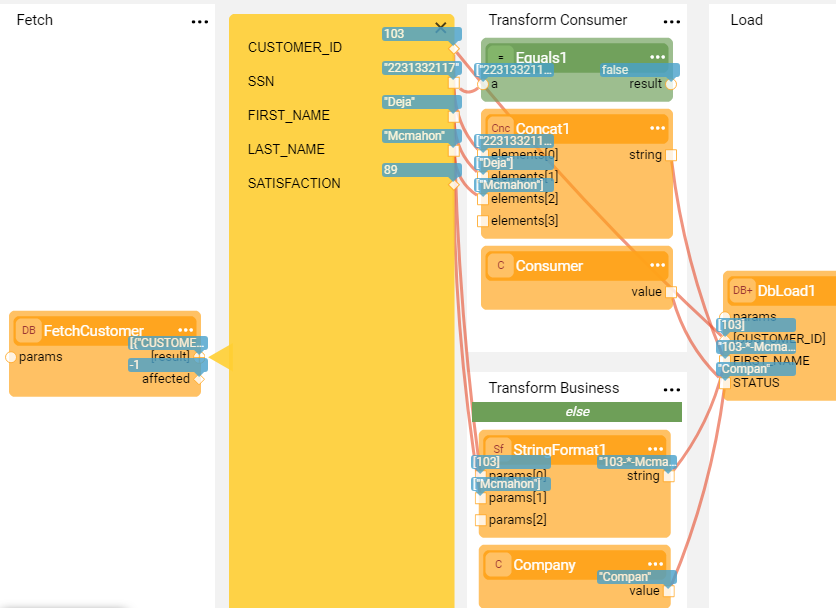 Fetch
...
DB FetchCustomer ...
[{"CUSTOME...
params [result]
-1
affected
×
103
CUSTOMER_ID
"2231332117"
SSN
"Deja"
FIRST_NAME
"Mcmahon"
LAST_NAME
89
SATISFACTION
Transform Consumer ...
= Equals1 ...
["223133211... false
a result
Cnc Concat1 ...
["223133211...
elements[0] string
["Deja"]
elements[1]
["Mcmahon"]
elements[2]
elements[3]
C Consumer ...
value
Transform Business ...
else
Sf StringFormat1 ...
[103] "103-*-Mcma...
params[0] string
["Mcmahon"]
params[1]
params[2]
C Company ...
"Compan"
value
Load
DB+ DbLoad1
params
[103]
[CUSTOMER_ID]
"103-*-Mcma...
FIRST_NAME
"Compan"
STATUS